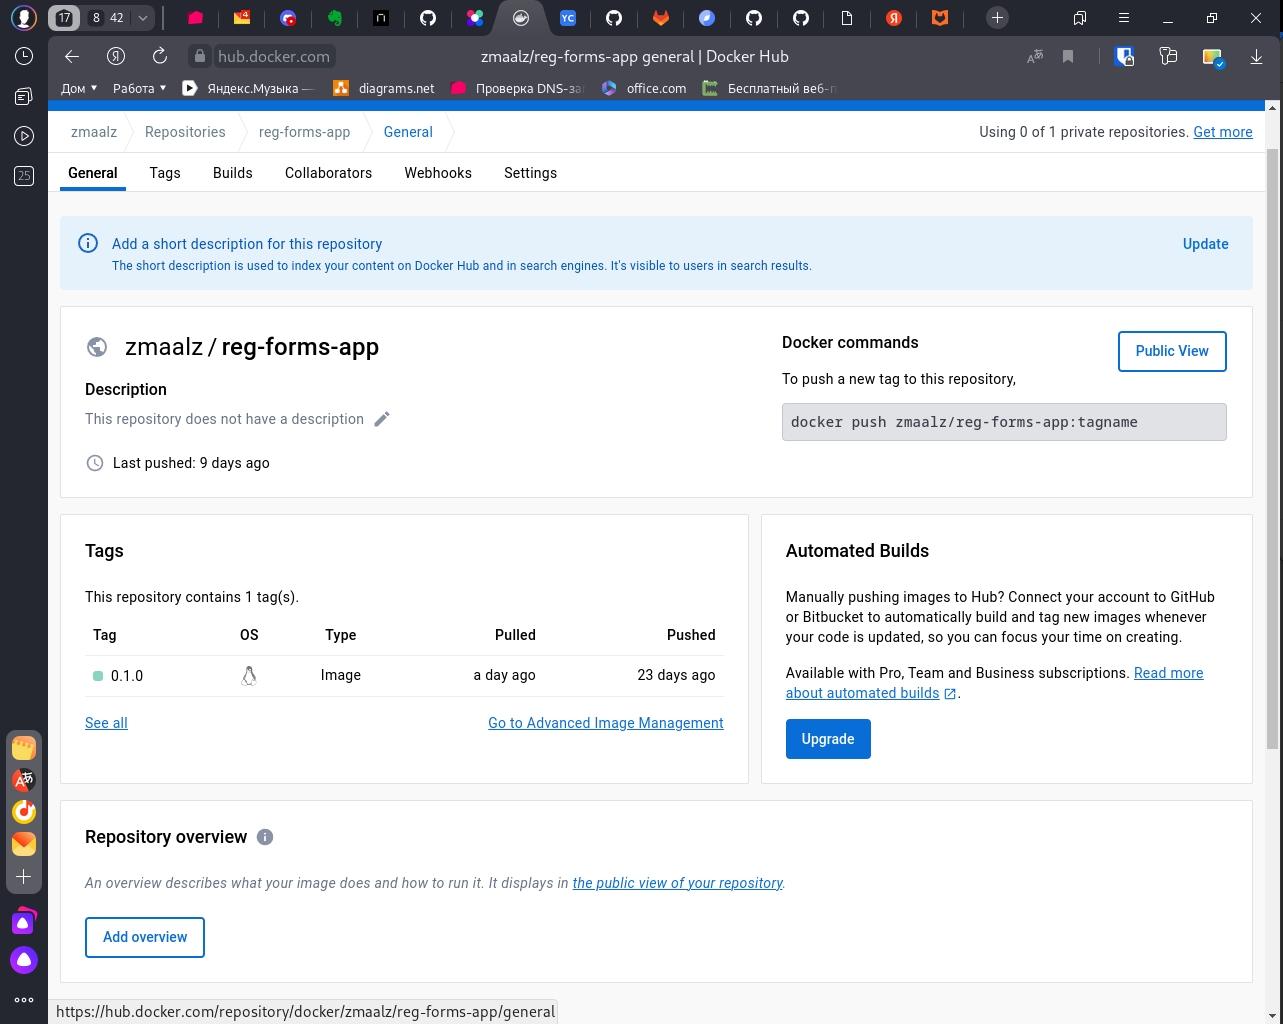 17
8
42
4
YC
Я
Я
hub.docker.com
zmaalz/reg-forms-app general | Docker Hub
Дом
Работа
Яндекс.Музыка —
diagrams.net
Проверка DNS-за
office.com
Бесплатный веб-п
25
zmaalz
Repositories
reg-forms-app
General
Using 0 of 1 private repositories. Get more
General
Tags
Builds
Collaborators
Webhooks
Settings
Add a short description for this repository
Update
The short description is used to index your content on Docker Hub and in search engines. It's visible to users in search results.
zmaalz / reg-forms-app
Description
This repository does not have a description
Last pushed: 9 days ago
Docker commands
Public View
To push a new tag to this repository,
docker push zmaalz/reg-forms-app:tagname
Tags
This repository contains 1 tag(s).
Tag OS Type Pulled Pushed
0.1.0 Image a day ago 23 days ago
See all
Go to Advanced Image Management
Automated Builds
Manually pushing images to Hub? Connect your account to GitHub
or Bitbucket to automatically build and tag new images whenever
your code is updated, so you can focus your time on creating.
Available with Pro, Team and Business subscriptions. Read more
about automated builds.
Upgrade
Repository overview
An overview describes what your image does and how to run it. It displays in the public view of your repository.
Add overview
https://hub.docker.com/repository/docker/zmaalz/reg-forms-app/general